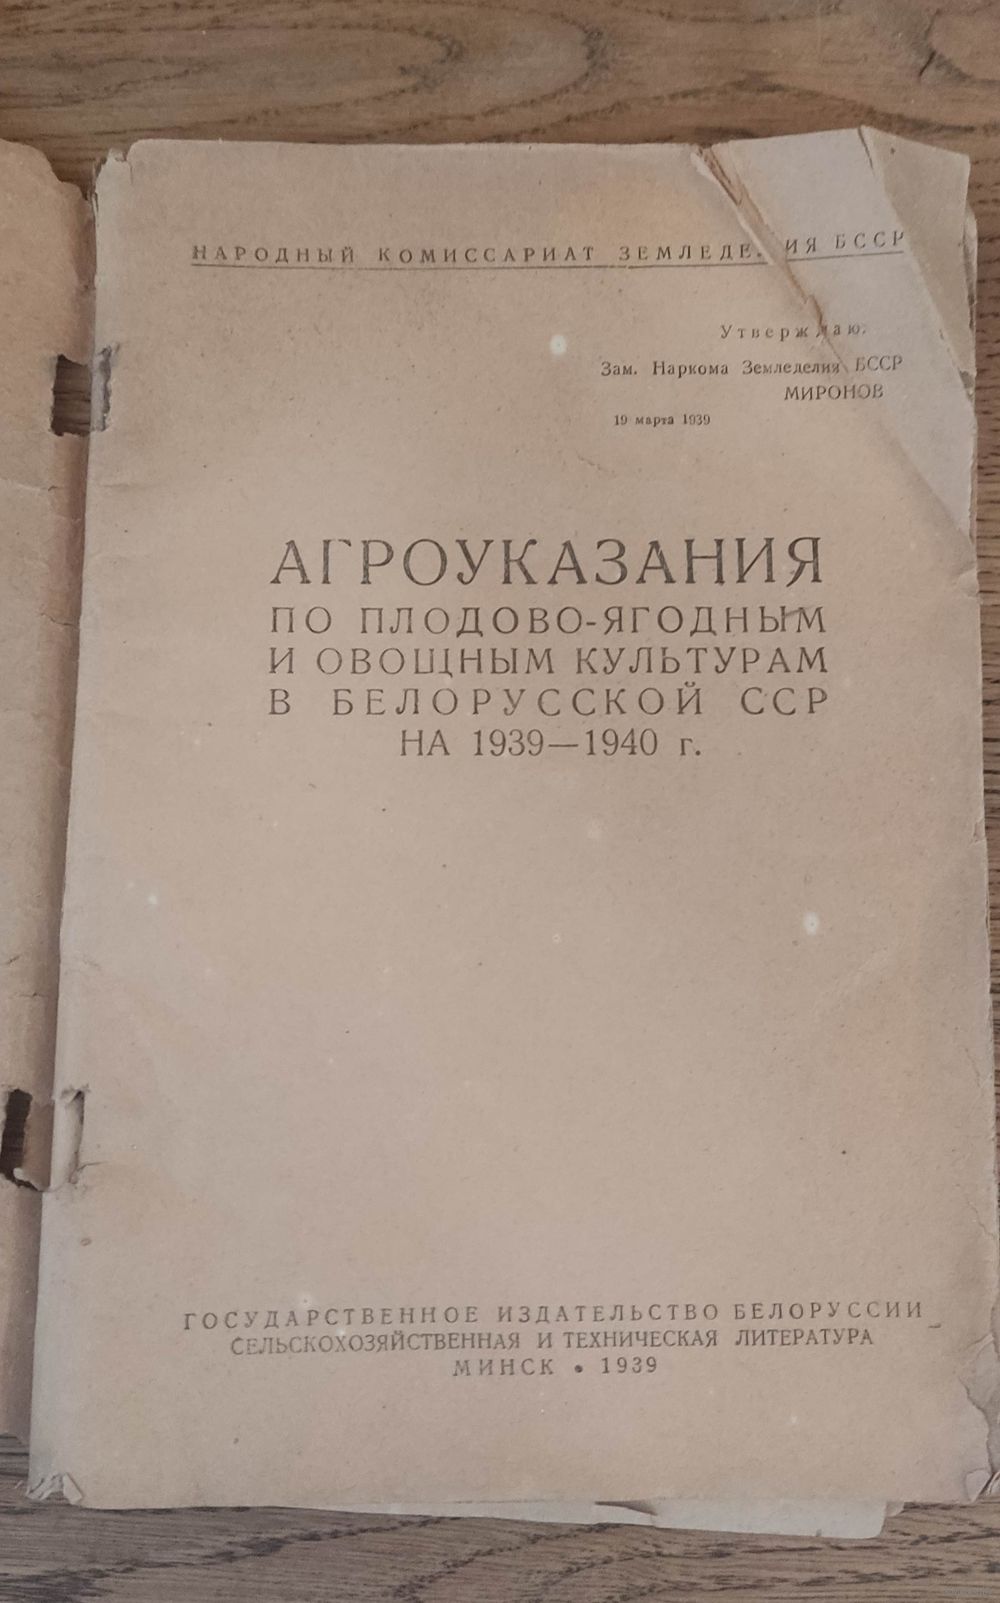 НАРОДНЫЙ КОМИССАРИАТ ЗЕМЛЕДЕЛИЯ БССР
Утверждаю.
Зам. Наркома Земледелия БССР
МИРОНОВ
19 марта 1939
АГРОУКАЗАНИЯ
ПО ПЛОДОВО-ЯГОДНЫМ
И ОВОЩНЫМ КУЛЬТУРАМ
В БЕЛОРУССКОЙ ССР
НА 1939—1940 г.
ГОСУДАРСТВЕННОЕ ИЗДАТЕЛЬСТВО БЕЛОРУССИИ
СЕЛЬСКОХОЗЯЙСТВЕННАЯ И ТЕХНИЧЕСКАЯ ЛИТЕРАТУРА
МИНСК • 1939